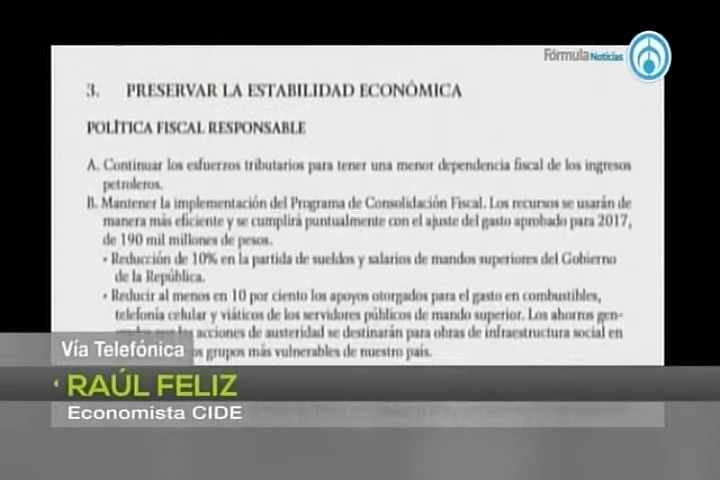 Fórmula Noticias
3. PRESERVAR LA ESTABILIDAD ECONÓMICA
POLÍTICA FISCAL RESPONSABLE
A. Continuar los esfuerzos tributarios para tener una menor dependencia fiscal de los ingresos
petroleros.
B. Mantener la implementación del Programa de Consolidación Fiscal. Los recursos se usarán de
manera más eficiente y se cumplirá puntualmente con el ajuste del gasto aprobado para 2017,
de 190 mil millones de pesos.
• Reducción de 10% en la partida de sueldos y salarios de mandos superiores del Gobierno
de la República.
• Reducir al menos en 10 por ciento los apoyos otorgados para el gasto en combustibles,
telefonía celular y viáticos de los servidores públicos de mando superior. Los ahorros gen-
acciones de austeridad se destinarán para obras de infraestructura social en
grupos más vulnerables de nuestro país.
Vía Telefónica
RAÚL FELIZ
Economista CIDE